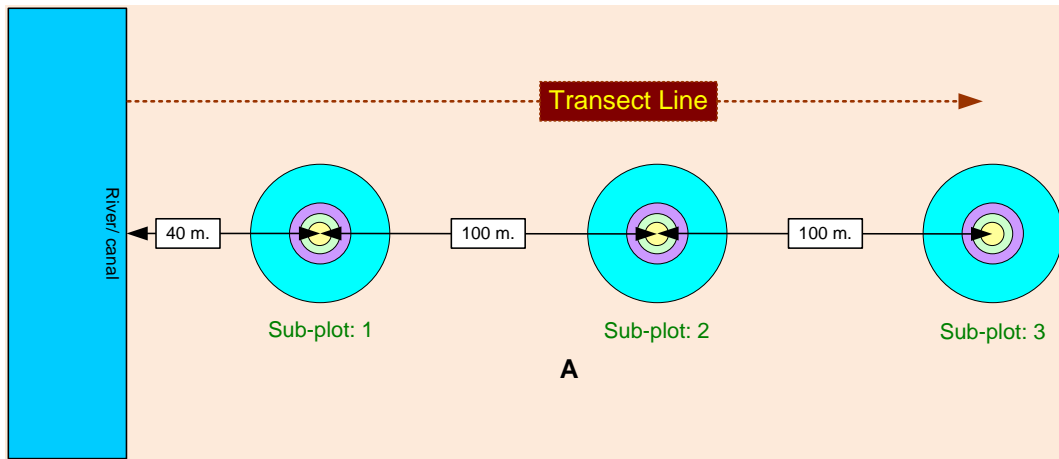 Transect Line
River/ canal
40 m.
100 m.
100 m.
Sub-plot: 1
Sub-plot: 2
Sub-plot: 3
A